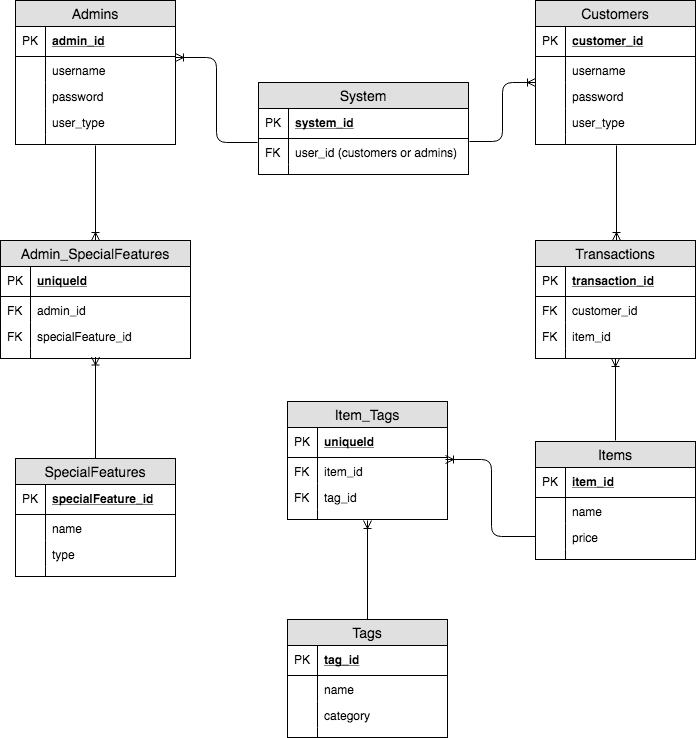 Admins
PK admin_id
username
password
user_type
Customers
PK customer_id
username
password
user_type
System
PK system_id
FK user_id (customers or admins)
Admin_SpecialFeatures
PK uniqueId
FK admin_id
FK specialFeature_id
Transactions
PK transaction_id
FK customer_id
FK item_id
Item_Tags
PK uniqueId
FK item_id
FK tag_id
Items
PK item_id
name
price
SpecialFeatures
PK specialFeature_id
name
type
Tags
PK tag_id
name
category